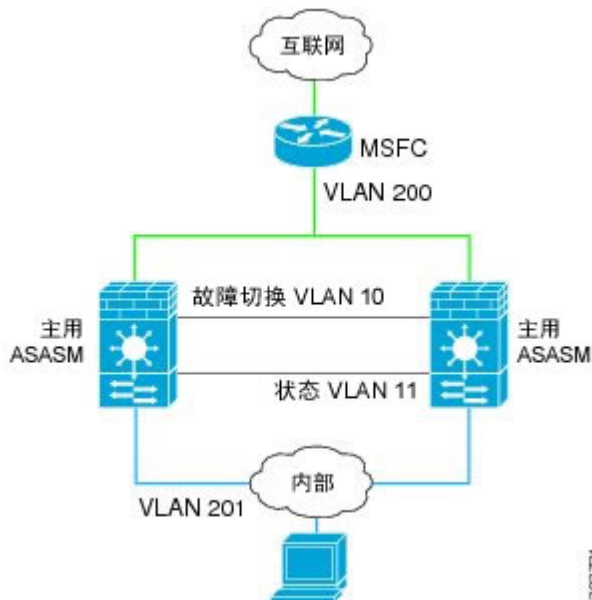 互联网
MSFC
VLAN 200
故障切换 VLAN 10
主用
ASASM
主用
ASASM
状态 VLAN 11
内部
VLAN 201